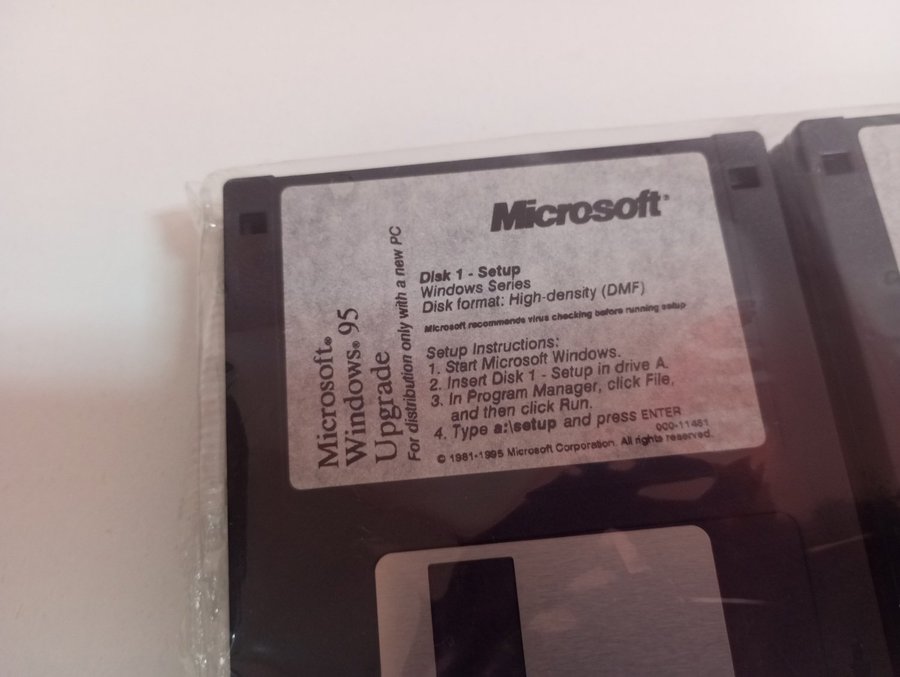 Microsoft®
Microsoft®
Windows® 95
Upgrade
For distribution only with a new PC
Disk 1 - Setup
Windows Series
Disk format: High-density (DMF)
Microsoft recommends virus checking before running setup
Setup Instructions:
1. Start Microsoft Windows.
2. Insert Disk 1 - Setup in drive A.
3. In Program Manager, click File,
and then click Run.
4. Type a:\setup and press ENTER
000-11461
© 1981-1995 Microsoft Corporation. All rights reserved.